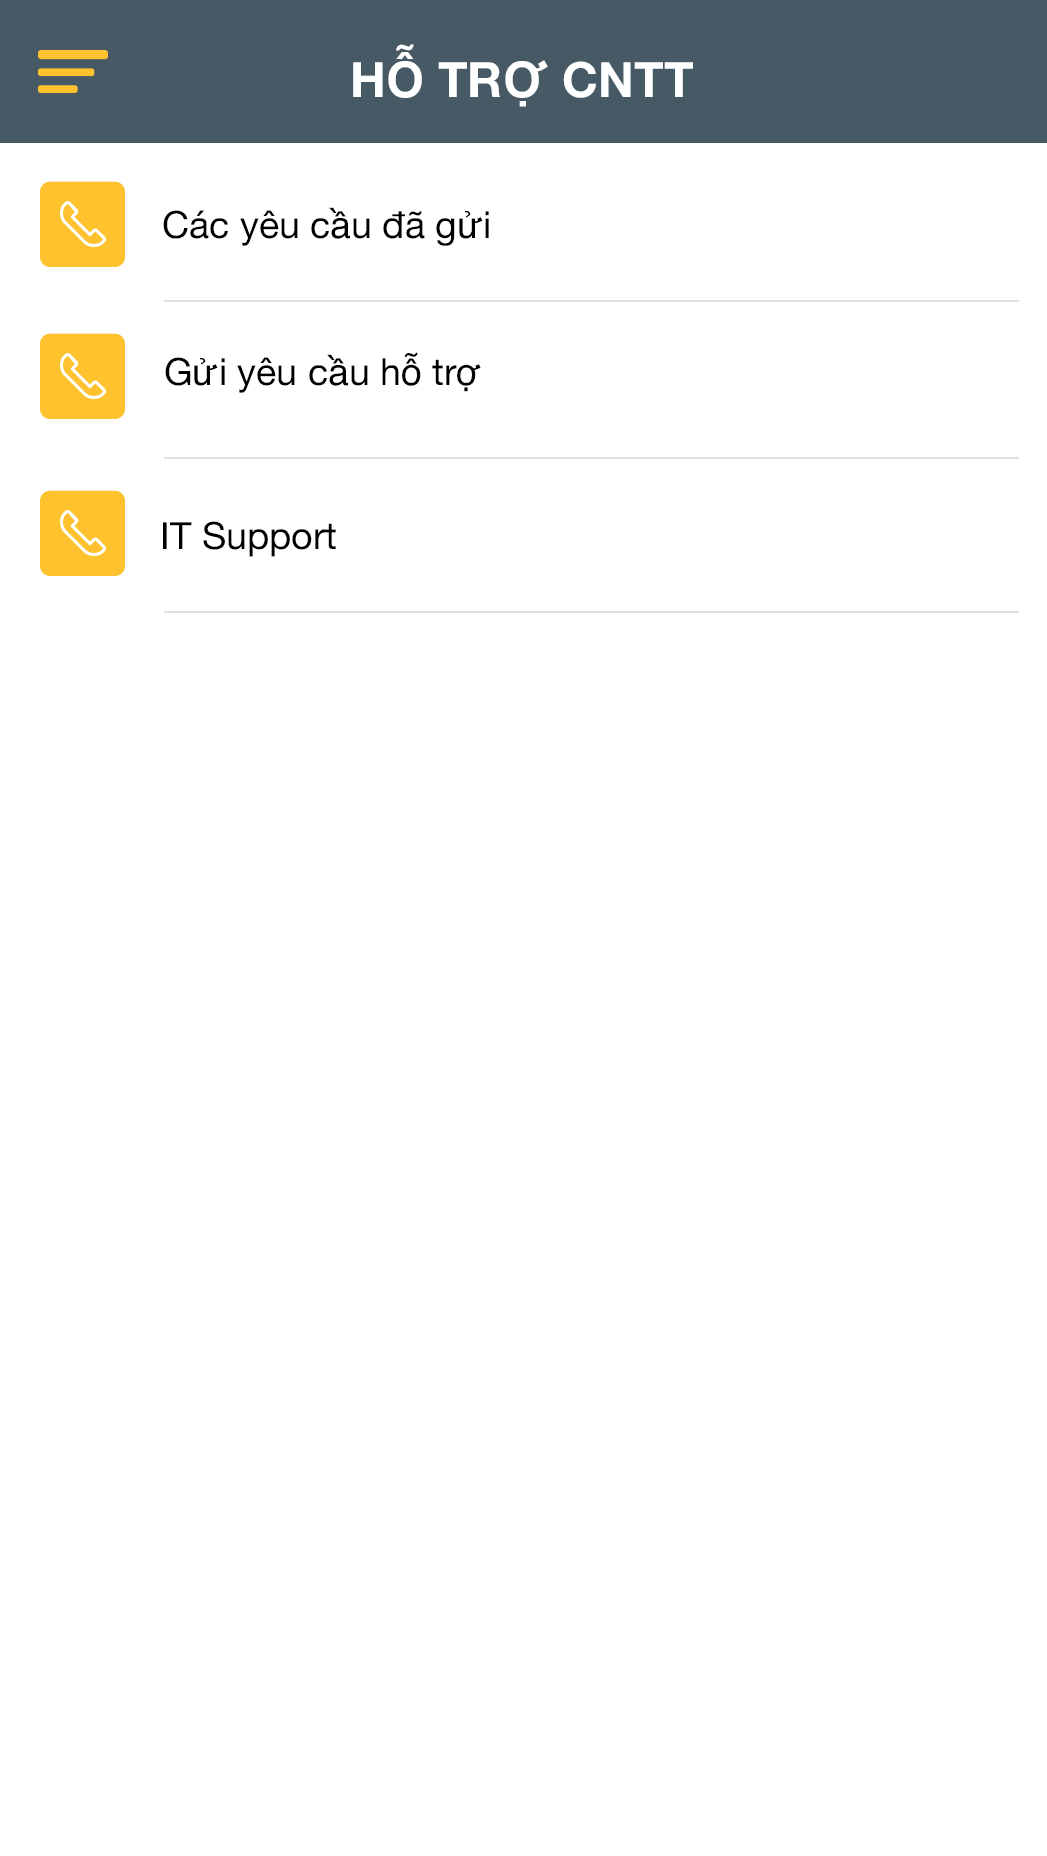 HỖ TRỢ CNTT
Các yêu cầu đã gửi
Gửi yêu cầu hỗ trợ
IT Support